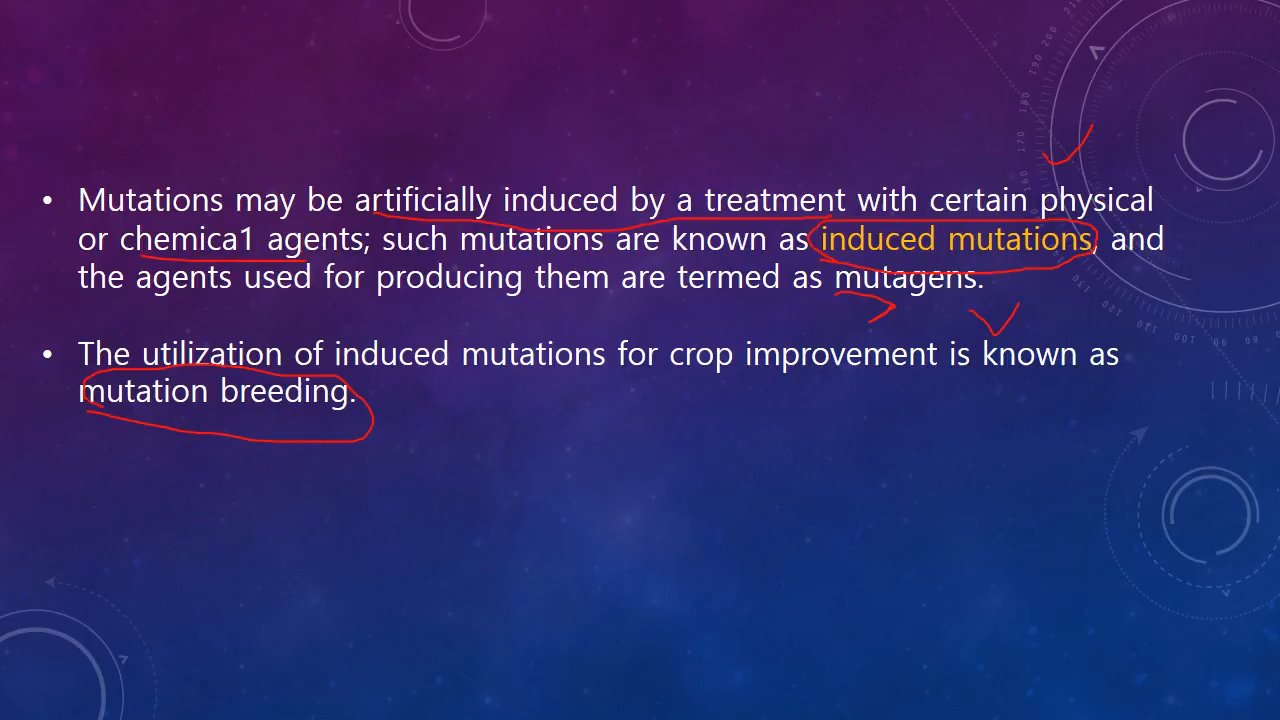 • Mutations may be artificially induced by a treatment with certain physical
or chemica1 agents; such mutations are known as induced mutations, and
the agents used for producing them are termed as mutagens.
• The utilization of induced mutations for crop improvement is known as
mutation breeding.